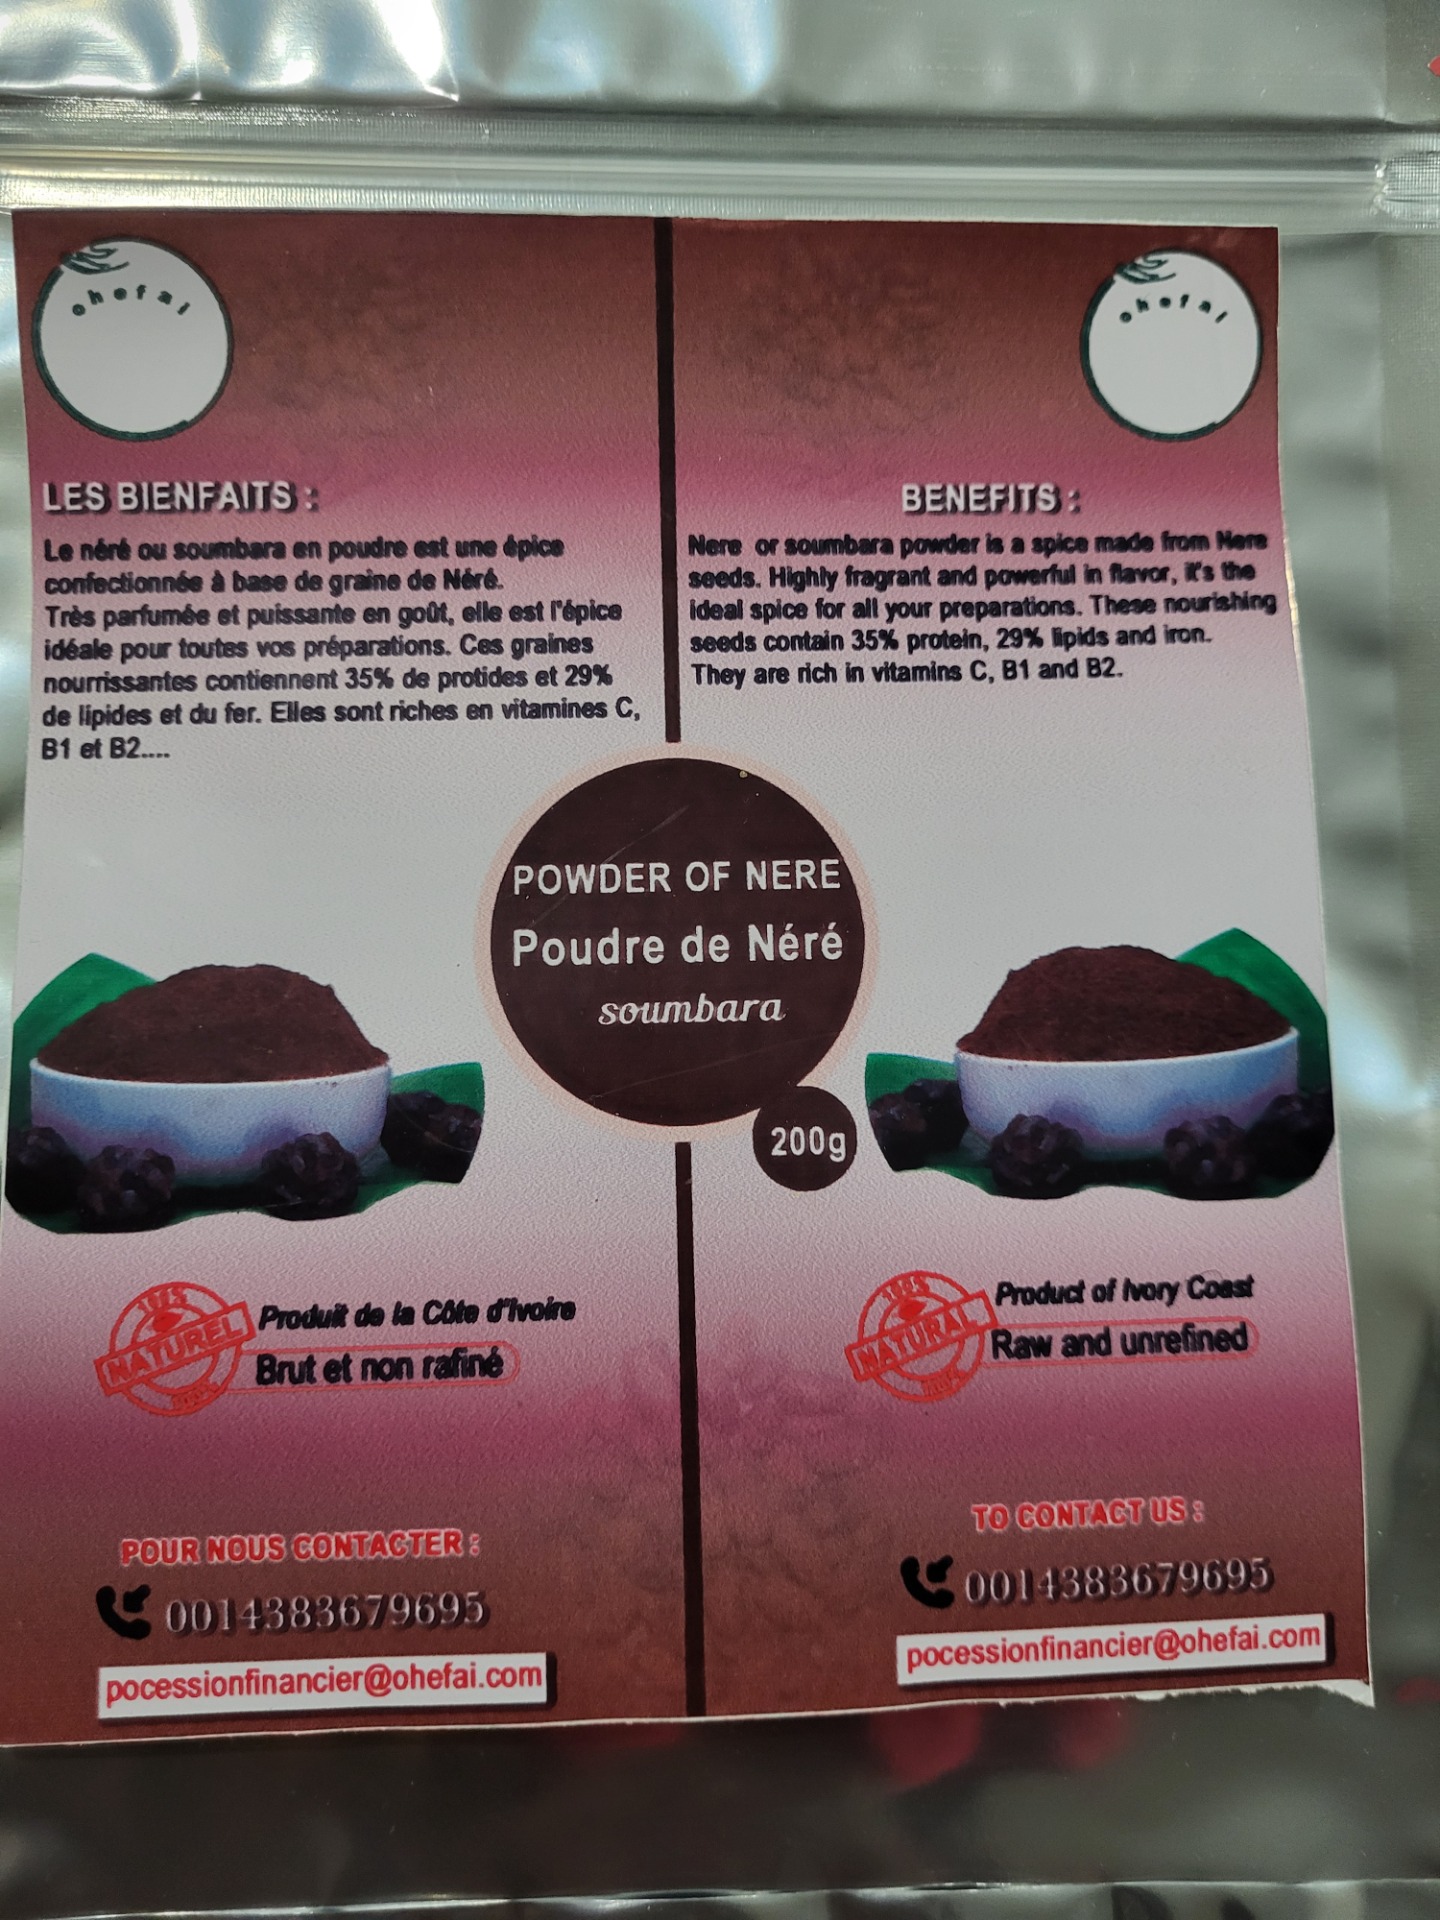 ohefai
LES BIENFAITS :
Le néré ou soumbara en poudre est une épice
confectionnée à base de graine de Néré.
Très parfumée et puissante en goût, elle est l'épice
idéale pour toutes vos préparations. Ces graines
nourrissantes contiennent 35% de protides et 29%
de lipides et du fer. Elles sont riches en vitamines C,
B1 et B2....
ohefai
BENEFITS :
Nere or soumbara powder is a spice made from Nere
seeds. Highly fragrant and powerful in flavor, it's the
ideal spice for all your preparations. These nourishing
seeds contain 35% protein, 29% lipids and iron.
They are rich in vitamins C, B1 and B2.
POWDER OF NERE
Poudre de Néré
soumbara
200g
100%
NATUREL
Produit de la Côte d'Ivoire
Brut et non rafiné
100%
NATURAL
Product of Ivory Coast
Raw and unrefined
POUR NOUS CONTACTER :
0014383679695
pocessionfinancier@ohefai.com
TO CONTACT US :
0014383679695
pocessionfinancier@ohefai.com